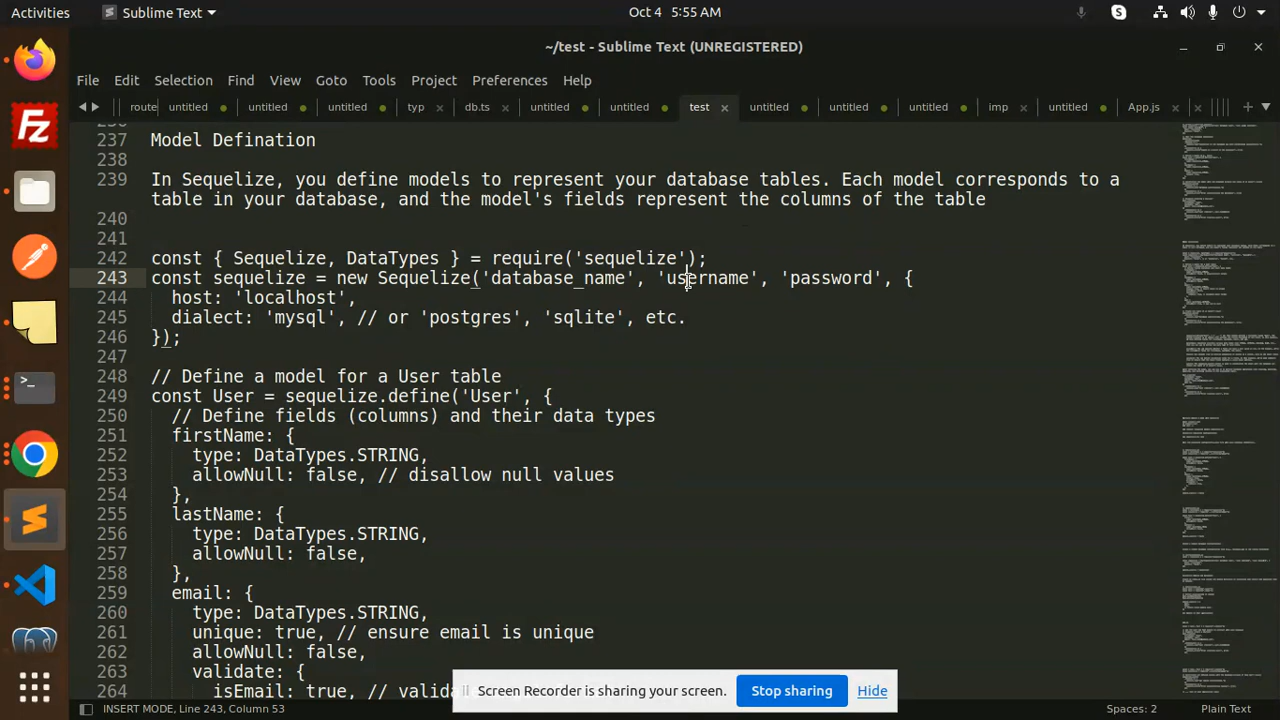 Activities
Sublime Text
Oct 4 5:55 AM
~/test - Sublime Text (UNREGISTERED)
File Edit Selection Find View Goto Tools Project Preferences Help
route untitled untitled untitled typ db.ts untitled untitled test untitled untitled untitled imp untitled App.js
237 Model Defination
238
239 In Sequelize, you define models to represent your database tables. Each model corresponds to a
table in your database, and the model's fields represent the columns of the table
240
241
242 const { Sequelize, DataTypes } = require('sequelize');
243 const sequelize = new Sequelize('database_name', 'username', 'password', {
244 host: 'localhost',
245 dialect: 'mysql', // or 'postgres', 'sqlite', etc.
246 });
247
248 // Define a model for a User table
249 const User = sequelize.define('User', {
250 // Define fields (columns) and their data types
251 firstName: {
252 type: DataTypes.STRING,
253 allowNull: false, // disallow null values
254 },
255 lastName: {
256 type: DataTypes.STRING,
257 allowNull: false,
258 },
259 email: {
260 type: DataTypes.STRING,
261 unique: true, // ensure email is unique
262 allowNull: false,
263 validate: {
264 isEmail: true, // valida
Screen Recorder is sharing your screen.
Stop sharing
Hide
INSERT MODE, Line 243, Column 53
Spaces: 2
Plain Text